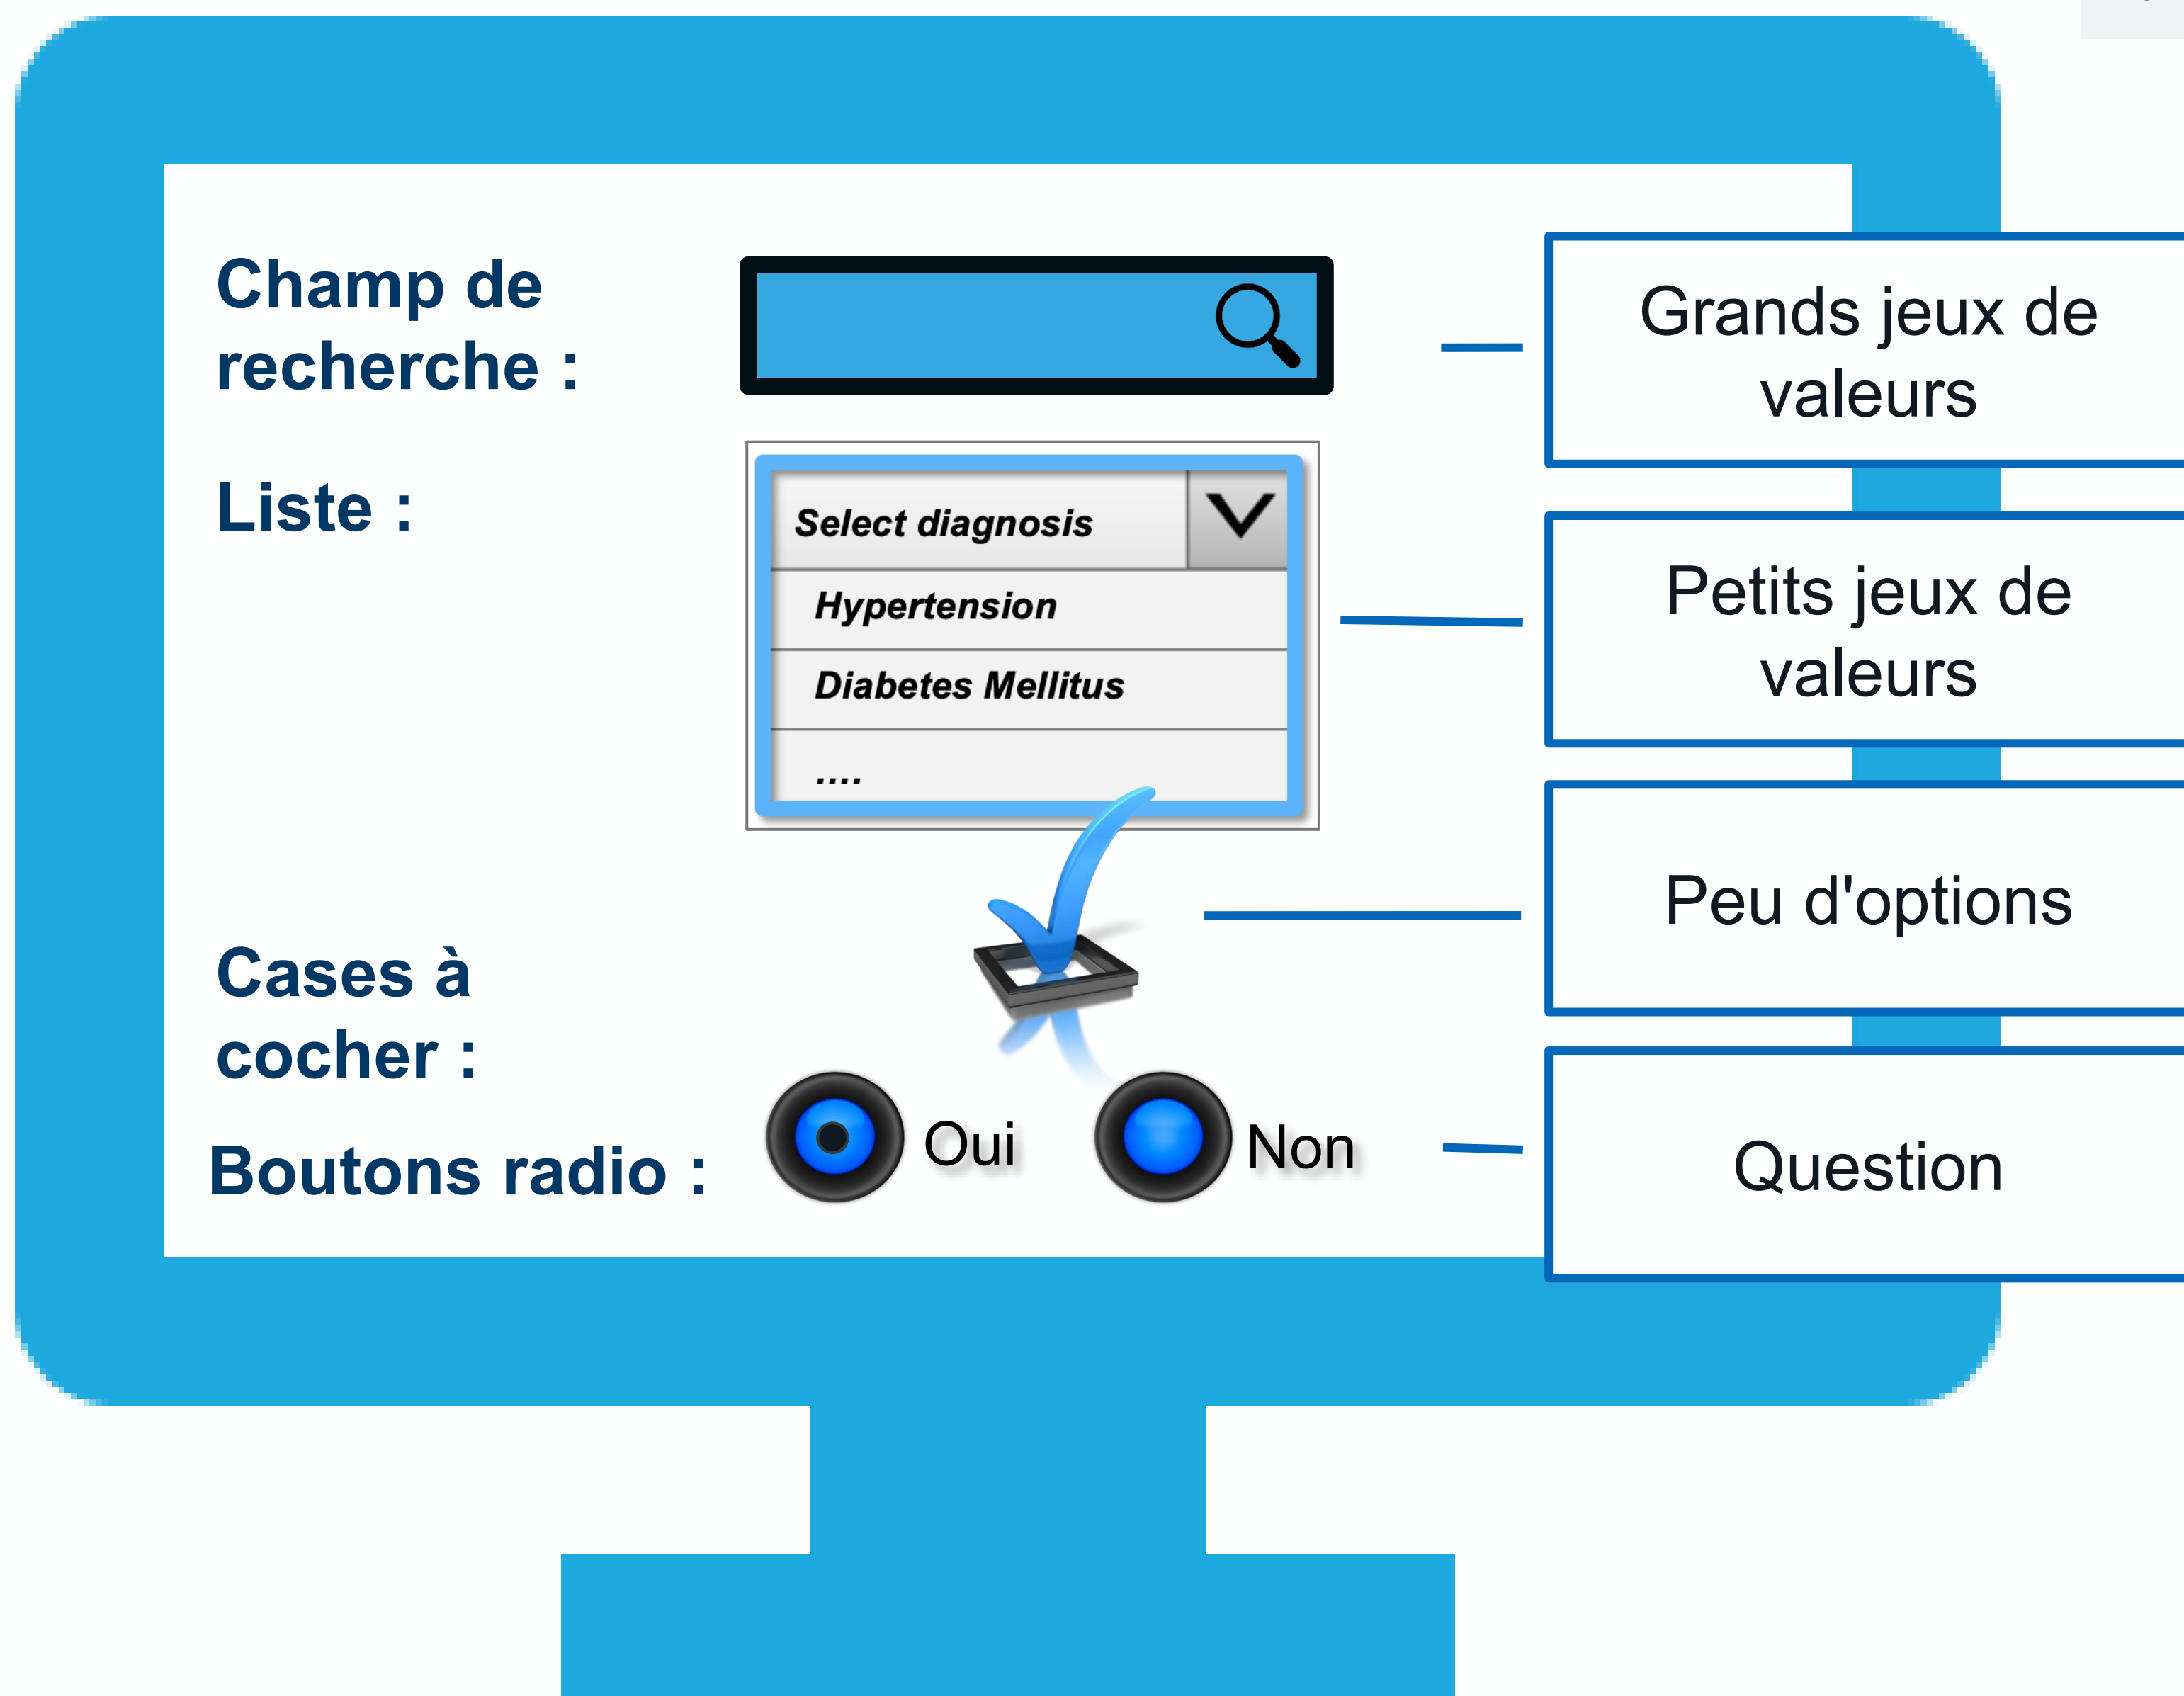 Champ de
recherche :
Grands jeux de
valeurs
Liste :
Select diagnosis
Hypertension
Diabetes Mellitus
....
Petits jeux de
valeurs
Cases à
cocher :
Peu d'options
Boutons radio :
Oui
Non
Question